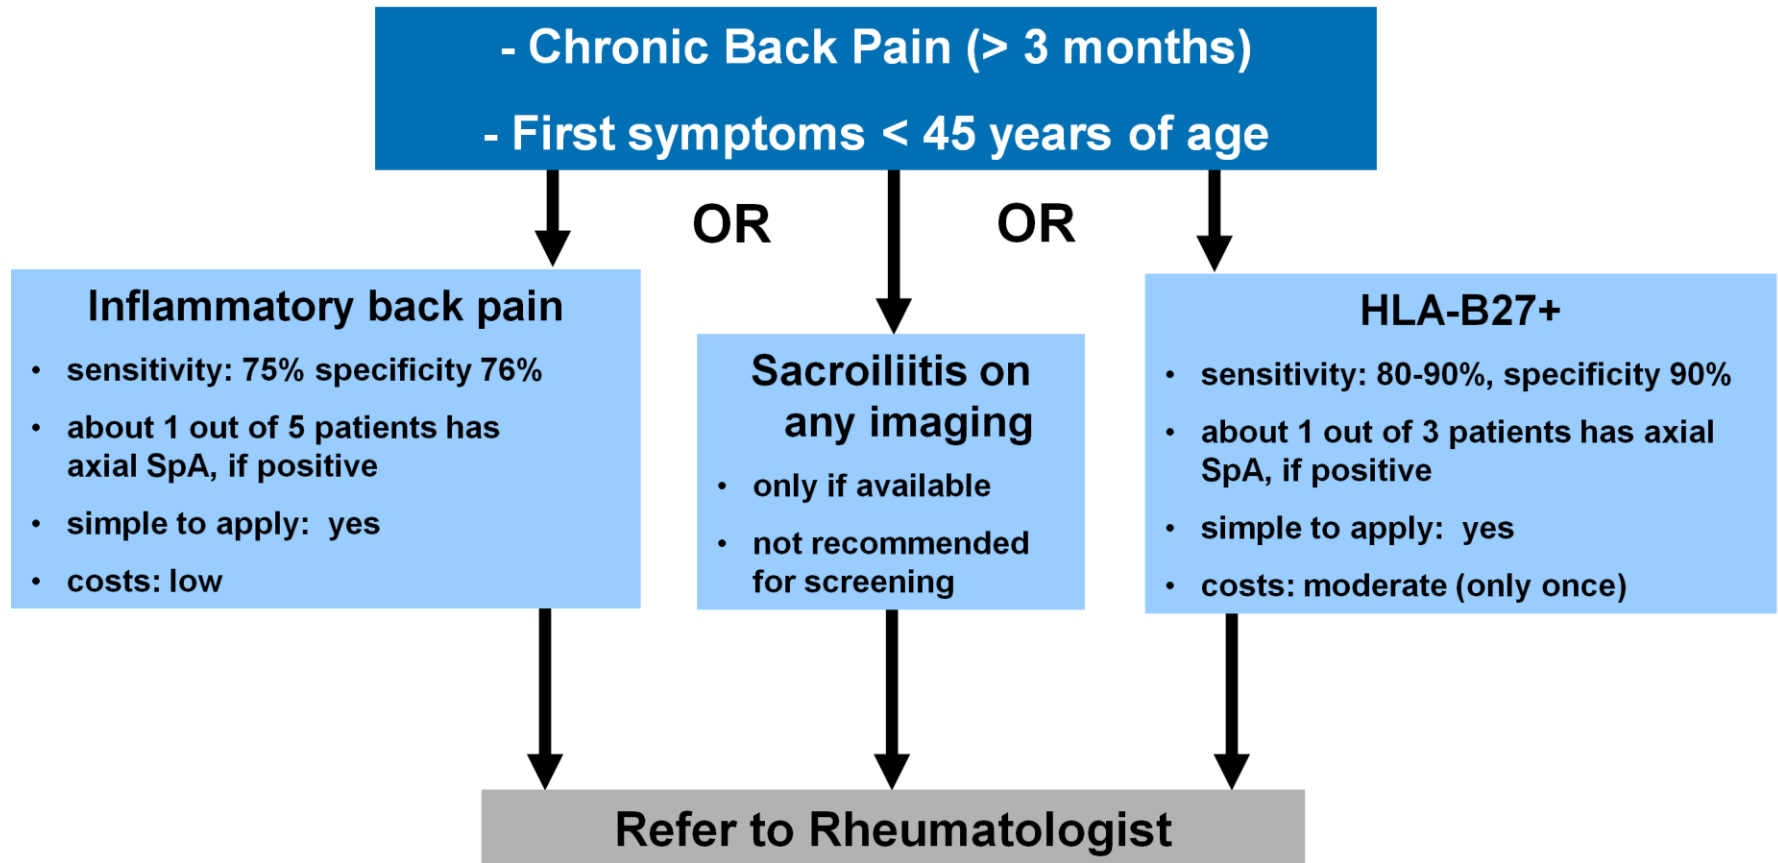 - Chronic Back Pain (> 3 months)
- First symptoms < 45 years of age
OR
OR
Inflammatory back pain
• sensitivity: 75% specificity 76%
• about 1 out of 5 patients has
axial SpA, if positive
• simple to apply: yes
• costs: low
Sacroiliitis on
any imaging
• only if available
• not recommended
for screening
HLA-B27+
• sensitivity: 80-90%, specificity 90%
• about 1 out of 3 patients has axial
SpA, if positive
• simple to apply: yes
• costs: moderate (only once)
Refer to Rheumatologist